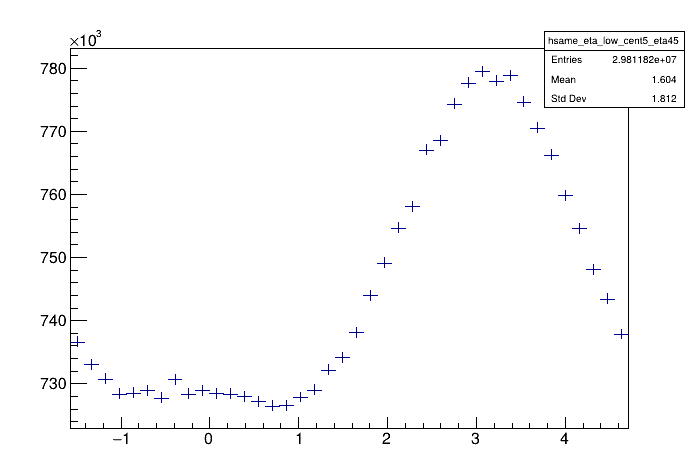 ×10³
hsame_eta_low_cent5_eta45
Entries 2.981182e+07
Mean 1.604
Std Dev 1.812
780
770
760
750
740
730
−1 0 1 2 3 4